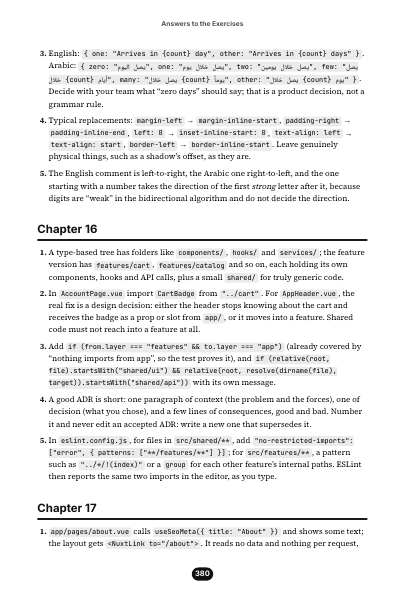 Answers to the Exercises
3. English: { one: "Arrives in {count} day", other: "Arrives in {count} days" }.
Arabic: { zero: "يصل اليوم", one: "يصل خلال يوم", two: "يصل خلال يومين", few: "يصل
خلال {count} أيام", many: "يصل خلال {count} يوماً", other: "يصل خلال {count} يوم" }.
Decide with your team what “zero days” should say; that is a product decision, not a
grammar rule.
4. Typical replacements: margin-left → margin-inline-start, padding-right →
padding-inline-end, left: 0 → inset-inline-start: 0, text-align: left →
text-align: start, border-left → border-inline-start. Leave genuinely
physical things, such as a shadow’s offset, as they are.
5. The English comment is left-to-right, the Arabic one right-to-left, and the one
starting with a number takes the direction of the first strong letter after it, because
digits are “weak” in the bidirectional algorithm and do not decide the direction.
Chapter 16
1. A type-based tree has folders like components/, hooks/ and services/; the feature
version has features/cart, features/catalog and so on, each holding its own
components, hooks and API calls, plus a small shared/ for truly generic code.
2. In AccountPage.vue import CartBadge from "../cart". For AppHeader.vue, the
real fix is a design decision: either the header stops knowing about the cart and
receives the badge as a prop or slot from app/, or it moves into a feature. Shared
code must not reach into a feature at all.
3. Add if (from.layer === "features" && to.layer === "app") (already covered by
“nothing imports from app”, so the test proves it), and if (relative(root,
file).startsWith("shared/ui") && relative(root, resolve(dirname(file),
target)).startsWith("shared/api")) with its own message.
4. A good ADR is short: one paragraph of context (the problem and the forces), one of
decision (what you chose), and a few lines of consequences, good and bad. Number
it and never edit an accepted ADR: write a new one that supersedes.
5. In eslint.config.js, for files in src/shared/**, add "no-restricted-imports":
["error", { patterns: ["**/features/**"] }]; for src/features/**, a pattern
such as "../*/!(index)" or a group for each other feature’s internal paths. ESLint
then reports the same two imports in the editor, as you type.
Chapter 17
1. app/pages/about.vue calls useSeoMeta({ title: "About" }) and shows some text;
the layout gets <NuxtLink to="/about">. It reads no data and nothing per request,
380